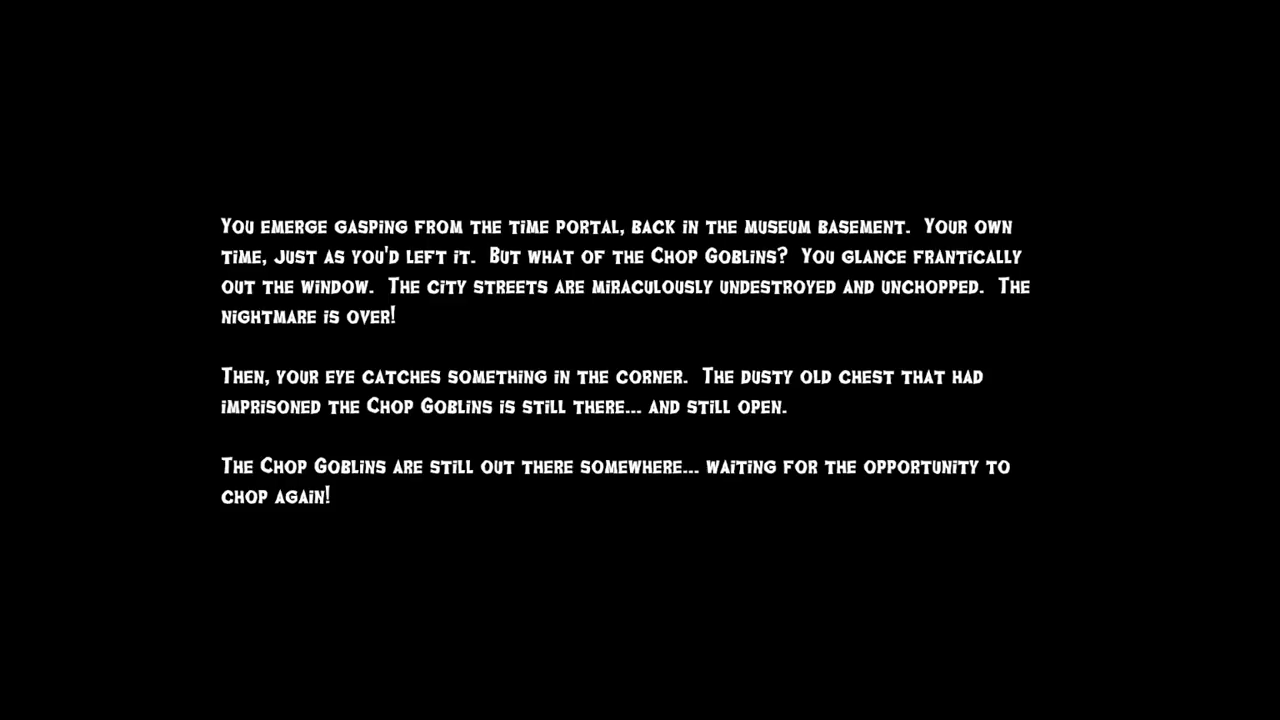 You emerge gasping from the time portal, back in the museum basement.  Your own
time, just as you'd left it.  But what of the Chop Goblins?  You glance frantically
out the window.  The city streets are miraculously undestroyed and unchopped.  The
nightmare is over!
Then, your eye catches something in the corner.  The dusty old chest that had
imprisoned the Chop Goblins is still there... and still open.
The Chop Goblins are still out there somewhere... waiting for the opportunity to
chop again!